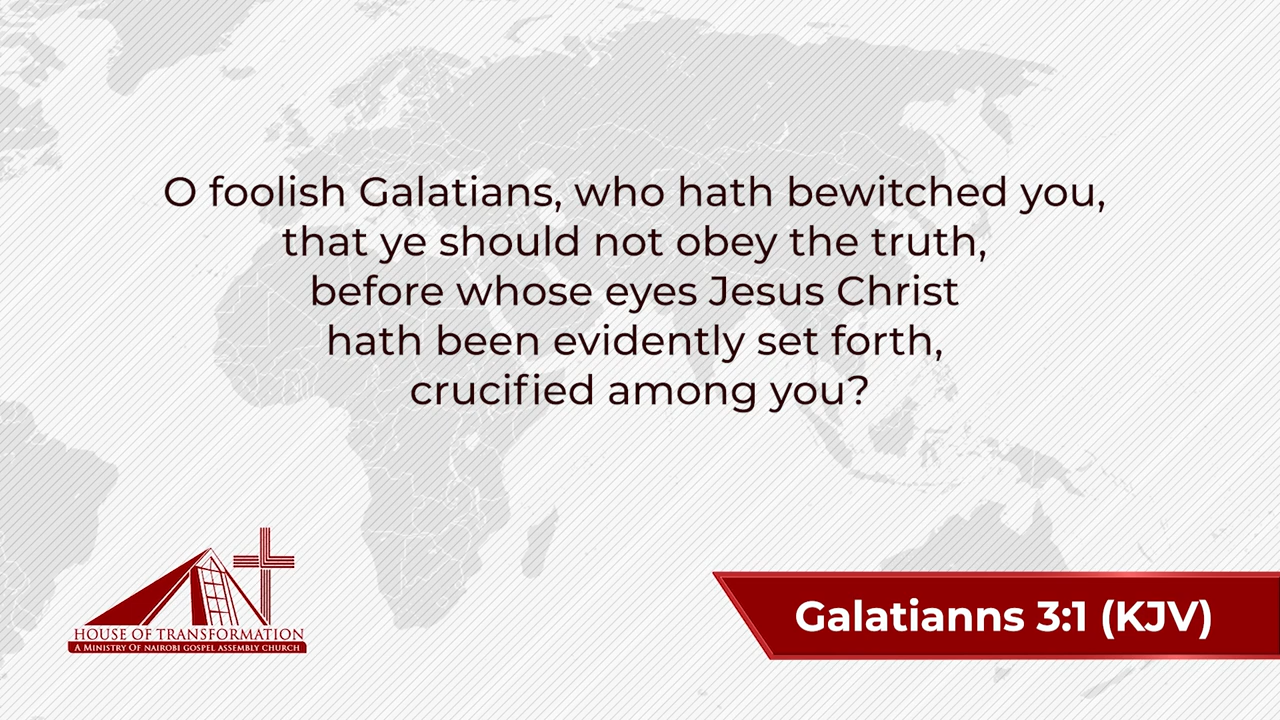 O foolish Galatians, who hath bewitched you,
that ye should not obey the truth,
before whose eyes Jesus Christ
hath been evidently set forth,
crucified among you?
HOUSE OF TRANSFORMATION
A MINISTRY OF NAIROBI GOSPEL ASSEMBLY CHURCH
Galatianns 3:1 (KJV)